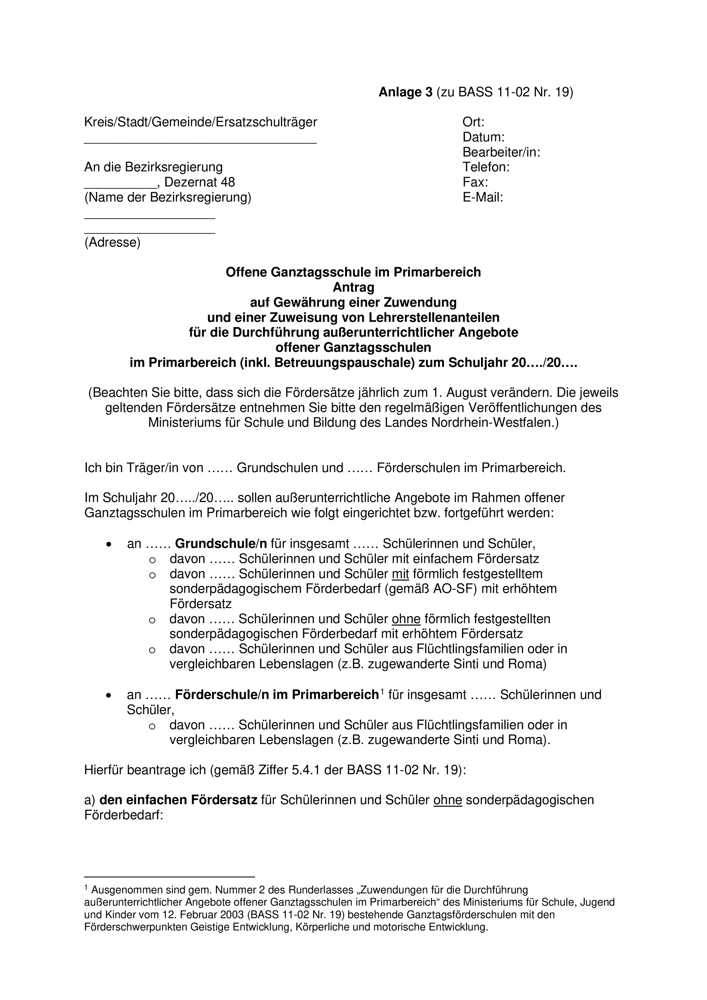 Anlage 3 (zu BASS 11-02 Nr. 19)
Kreis/Stadt/Gemeinde/Ersatzschulträger
________________________________
An die Bezirksregierung
__________, Dezernat 48
(Name der Bezirksregierung)
__________________
__________________
(Adresse)
Ort:
Datum:
Bearbeiter/in:
Telefon:
Fax:
E-Mail:
Offene Ganztagsschule im Primarbereich
Antrag
auf Gewährung einer Zuwendung
und einer Zuweisung von Lehrerstellenanteilen
für die Durchführung außerunterrichtlicher Angebote
offener Ganztagsschulen
im Primarbereich (inkl. Betreuungspauschale) zum Schuljahr 20…./20….
(Beachten Sie bitte, dass sich die Fördersätze jährlich zum 1. August verändern. Die jeweils
geltenden Fördersätze entnehmen Sie bitte den regelmäßigen Veröffentlichungen des
Ministeriums für Schule und Bildung des Landes Nordrhein-Westfalen.)
Ich bin Träger/in von …… Grundschulen und …… Förderschulen im Primarbereich.
Im Schuljahr 20…../20….. sollen außerunterrichtliche Angebote im Rahmen offener
Ganztagsschulen im Primarbereich wie folgt eingerichtet bzw. fortgeführt werden:
• an …… Grundschule/n für insgesamt …… Schülerinnen und Schüler,
o davon …… Schülerinnen und Schüler mit einfachem Fördersatz
o davon …… Schülerinnen und Schüler mit förmlich festgestelltem
sonderpädagogischem Förderbedarf (gemäß AO-SF) mit erhöhtem
Fördersatz
o davon …… Schülerinnen und Schüler ohne förmlich festgestellten
sonderpädagogischen Förderbedarf mit erhöhtem Fördersatz
o davon …… Schülerinnen und Schüler aus Flüchtlingsfamilien oder in
vergleichbaren Lebenslagen (z.B. zugewanderte Sinti und Roma)
• an …… Förderschule/n im Primarbereich¹ für insgesamt …… Schülerinnen und
Schüler,
o davon …… Schülerinnen und Schüler aus Flüchtlingsfamilien oder in
vergleichbaren Lebenslagen (z.B. zugewanderte Sinti und Roma).
Hierfür beantrage ich (gemäß Ziffer 5.4.1 der BASS 11-02 Nr. 19):
a) den einfachen Fördersatz für Schülerinnen und Schüler ohne sonderpädagogischen
Förderbedarf:
¹ Ausgenommen sind gem. Nummer 2 des Runderlasses „Zuwendungen für die Durchführung
außerunterrichtlicher Angebote offener Ganztagsschulen im Primarbereich“ des Ministeriums für Schule, Jugend
und Kinder vom 12. Februar 2003 (BASS 11-02 Nr. 19) bestehende Ganztagsförderschulen mit den
Förderschwerpunkten Geistige Entwicklung, Körperliche und motorische Entwicklung.